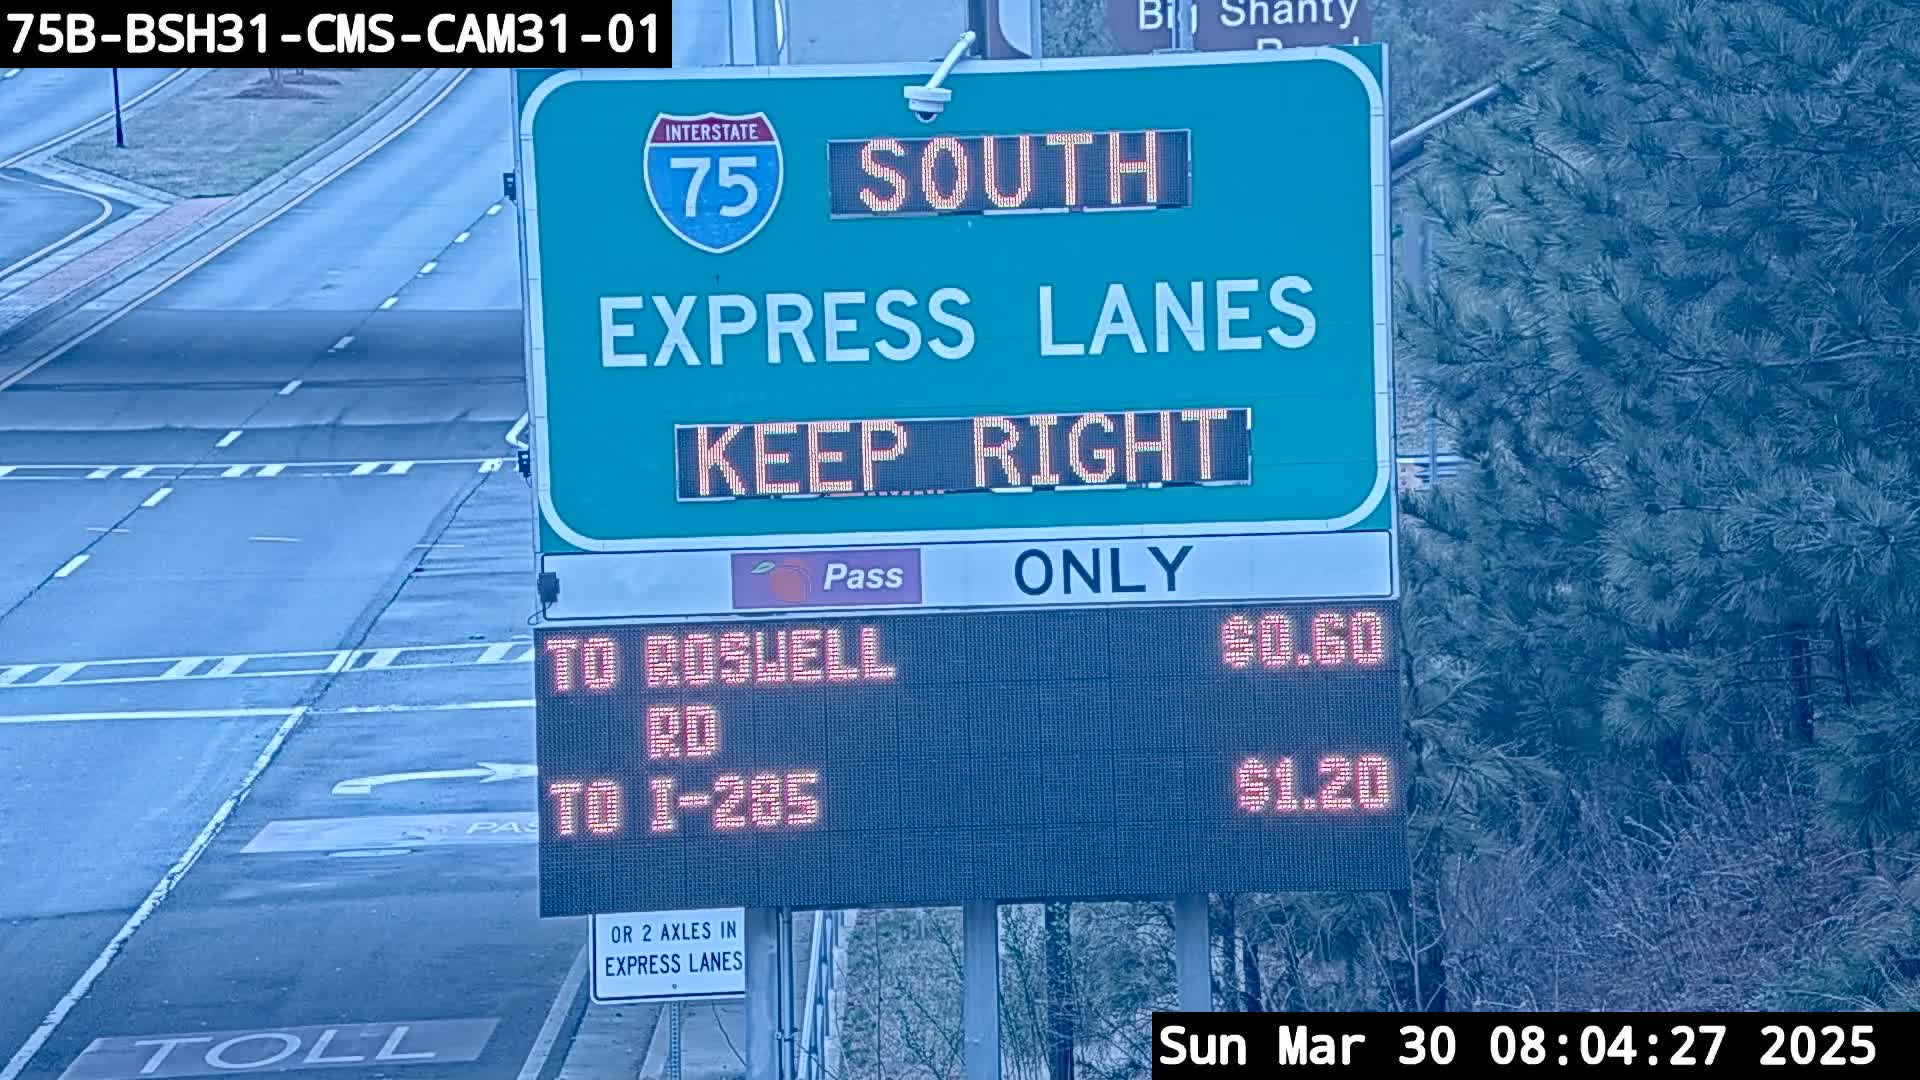 75B-BSH31-CMS-CAM31-01
Big Shanty
INTERSTATE
75
SOUTH
EXPRESS LANES
KEEP RIGHT
Pass
ONLY
TO ROSWELL $0.60
RD
TO I-285 $1.20
OR 2 AXLES IN
EXPRESS LANES
TOLL
Sun Mar 30 08:04:27 2025